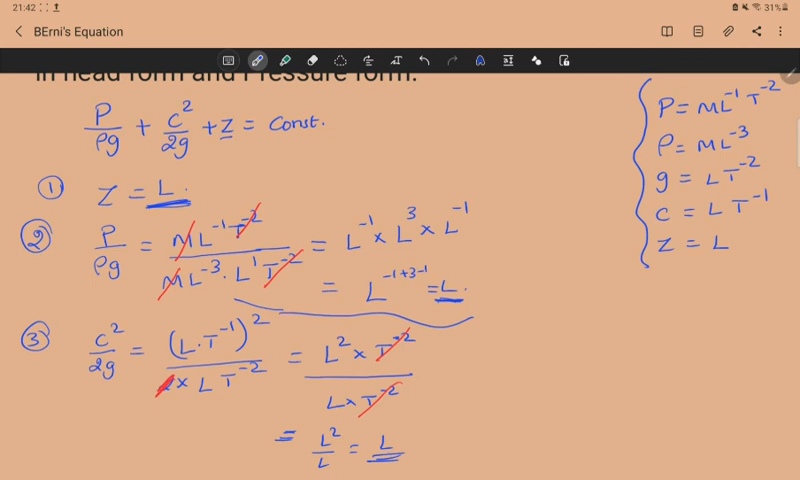 21:42
31%
BErni's Equation
In head form and Pressure form.
P/ρg + c²/2g + z = Const.
① Z = L.
② P/ρg = ML⁻¹T⁻²/ML⁻³·L¹T⁻² = L⁻¹ × L³ × L⁻¹
= L⁻¹⁺³⁻¹ = L.
③ c²/2g = (L·T⁻¹)²/2 × LT⁻² = L² × T⁻²/L × T⁻²
= L²/L = L
P = ML⁻¹T⁻²
ρ = ML⁻³
g = LT⁻²
c = LT⁻¹
Z = L